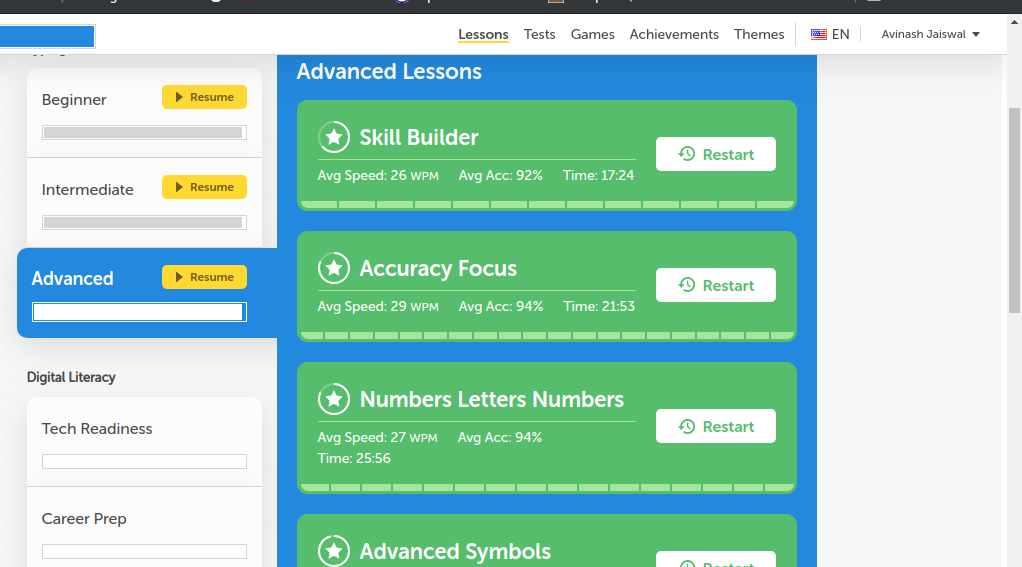 Lessons Tests Games Achievements Themes EN Avinash Jaiswal
Beginner Resume
Intermediate Resume
Advanced Resume
Digital Literacy
Tech Readiness
Career Prep
Advanced Lessons
Skill Builder
Restart
Avg Speed: 26 WPM Avg Acc: 92% Time: 17:24
Accuracy Focus
Restart
Avg Speed: 29 WPM Avg Acc: 94% Time: 21:53
Numbers Letters Numbers
Restart
Avg Speed: 27 WPM Avg Acc: 94%
Time: 25:56
Advanced Symbols
Restart